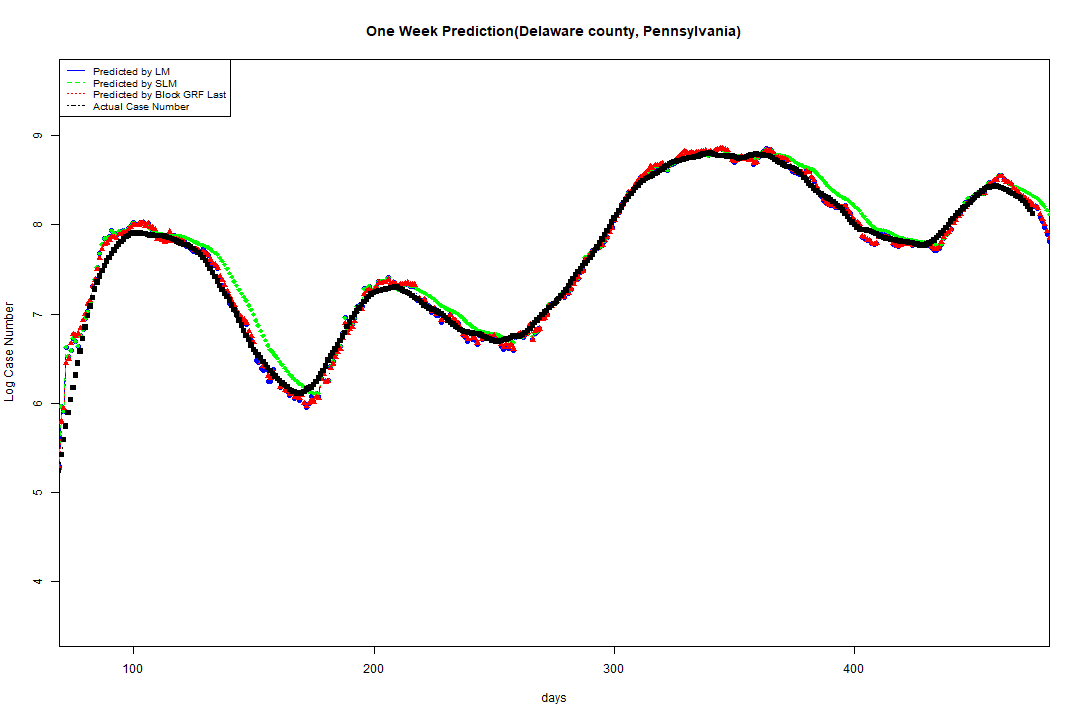 One Week Prediction(Delaware county, Pennsylvania)
Predicted by LM
Predicted by SLM
Predicted by Block GRF Last
Actual Case Number
9
8
7
6
5
4
Log Case Number
100 200 300 400
days